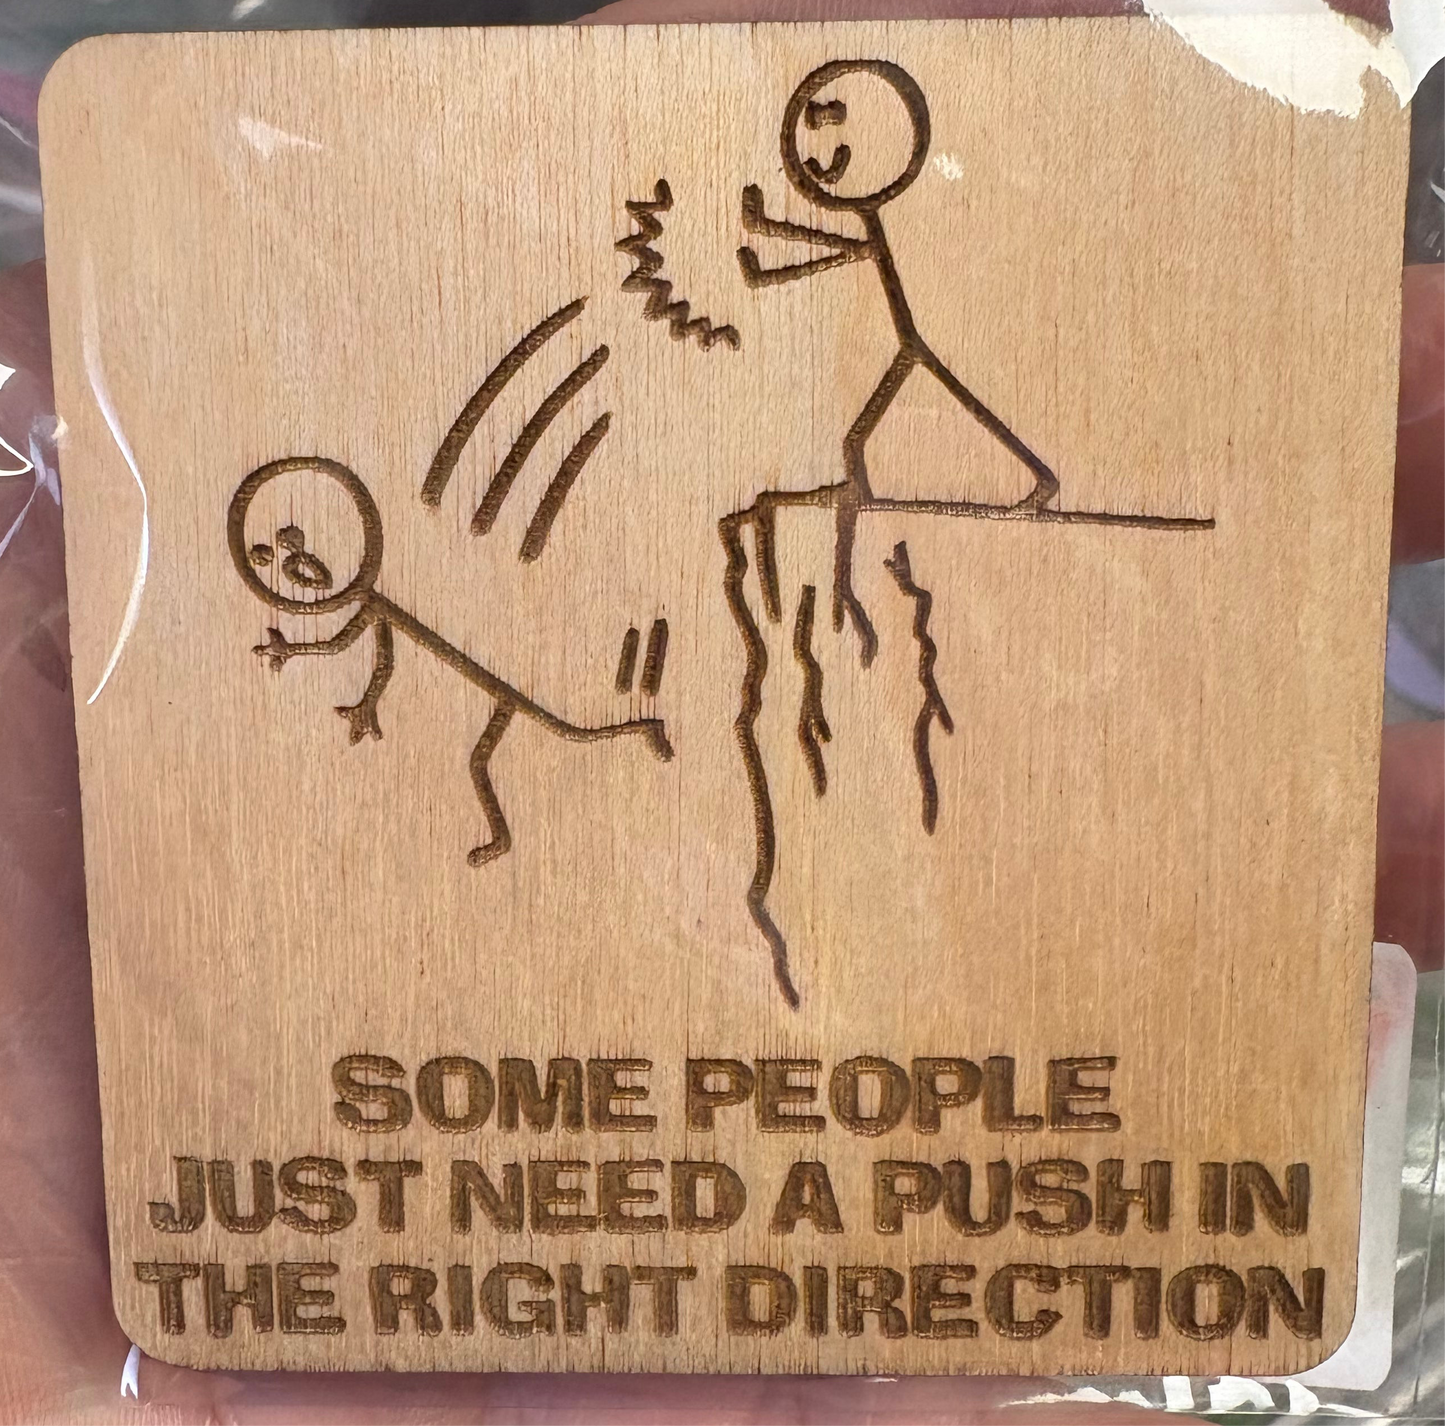 SOME PEOPLE
JUST NEED A PUSH IN
THE RIGHT DIRECTION